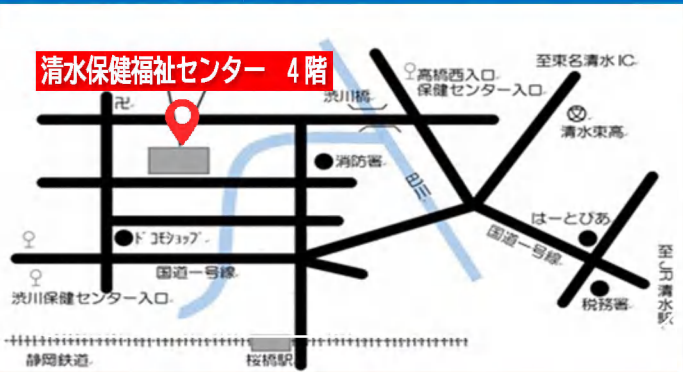 清水保健福祉センター 4階
至東名清水IC
高橋西入口
保健センター入口
渋川橋
卍
清水東高
消防署
巴川
はーとぴあ
ドコモショップ
国道一号線
国道一号線
至JR清水駅
渋川保健センター入口
税務署
静岡鉄道
桜橋駅